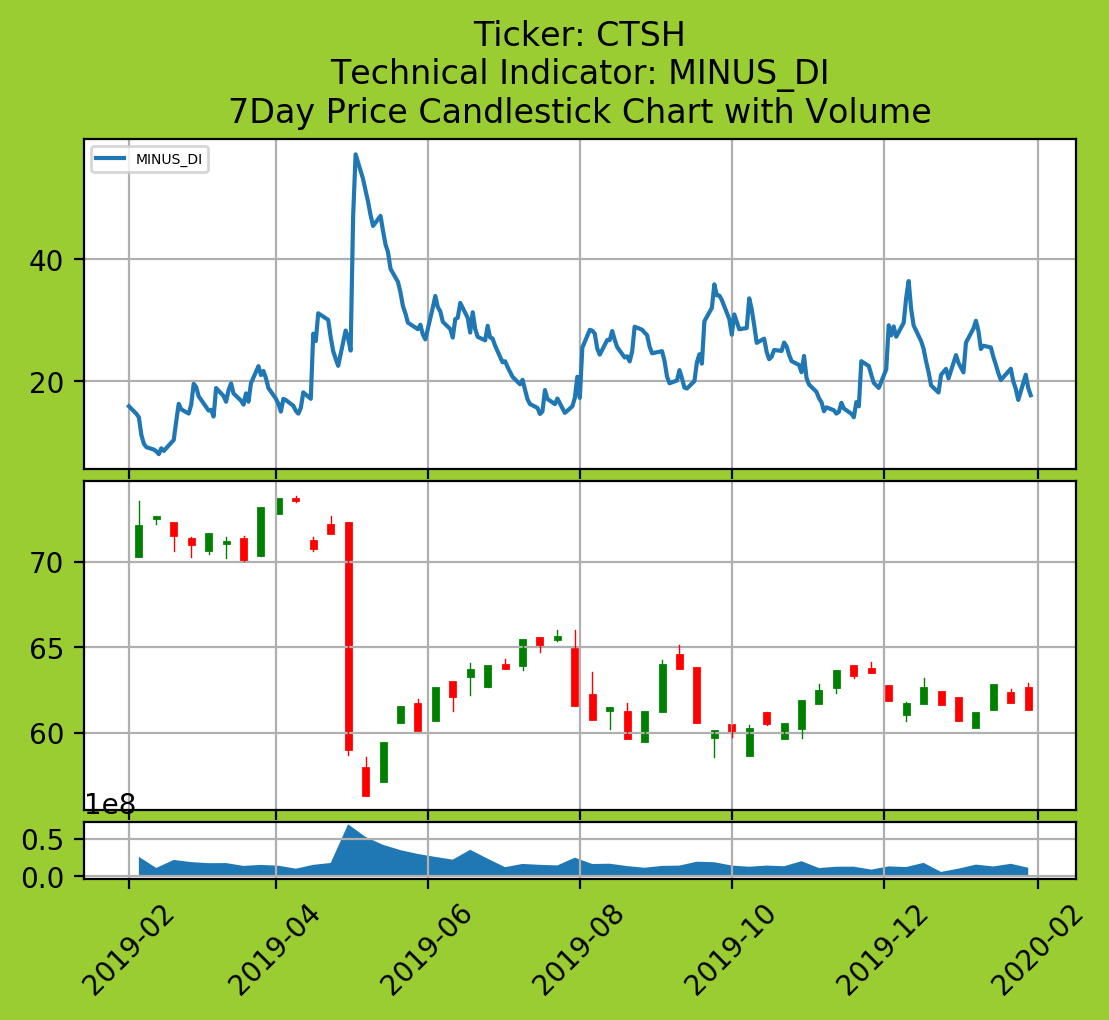 Ticker: CTSH
Technical Indicator: MINUS_DI
7Day Price Candlestick Chart with Volume
MINUS_DI
40
20
70
65
60
1e8
0.5
0.0
2019-02
2019-04
2019-06
2019-08
2019-10
2019-12
2020-02